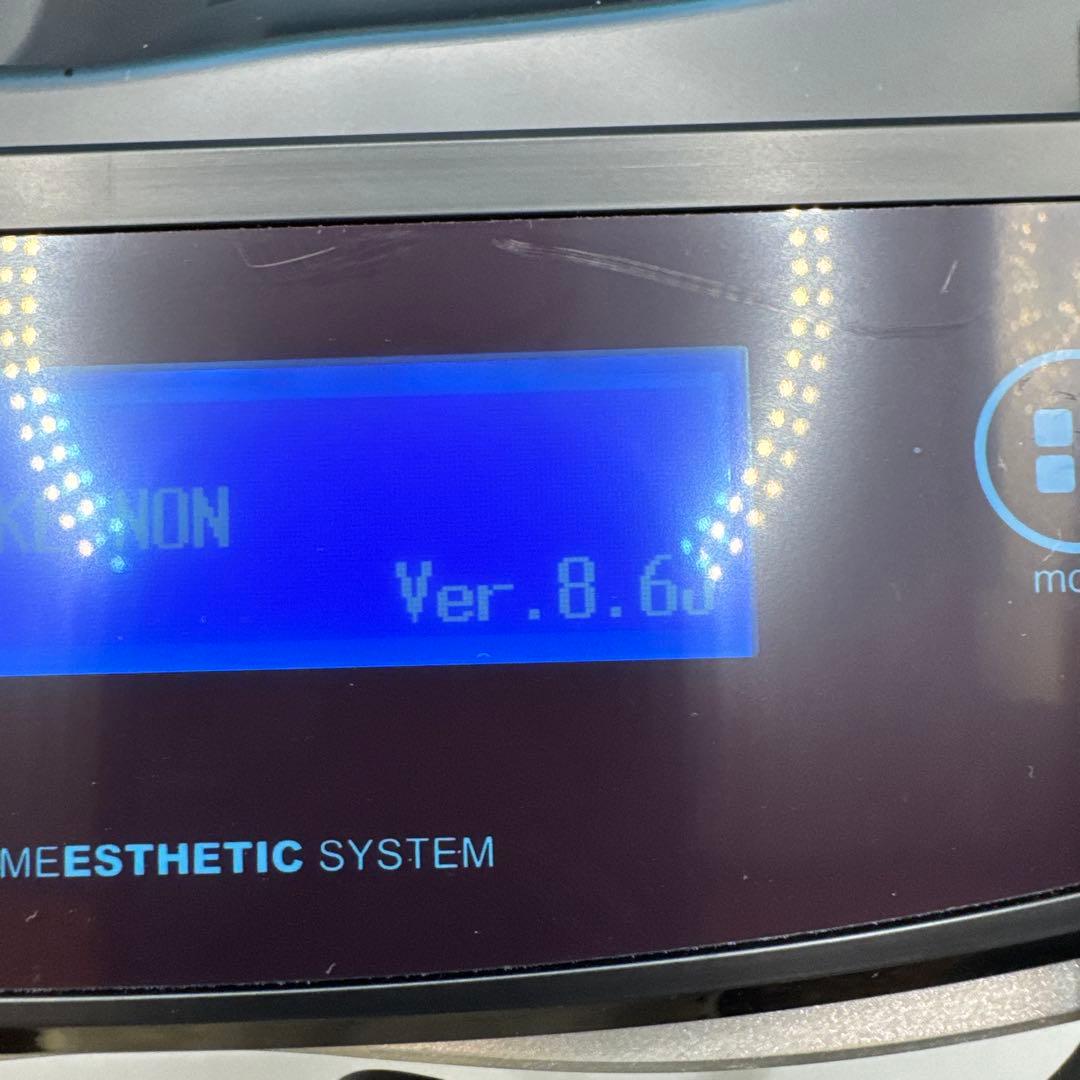 NON
Ver.8.6J
MEESTHETIC SYSTEM